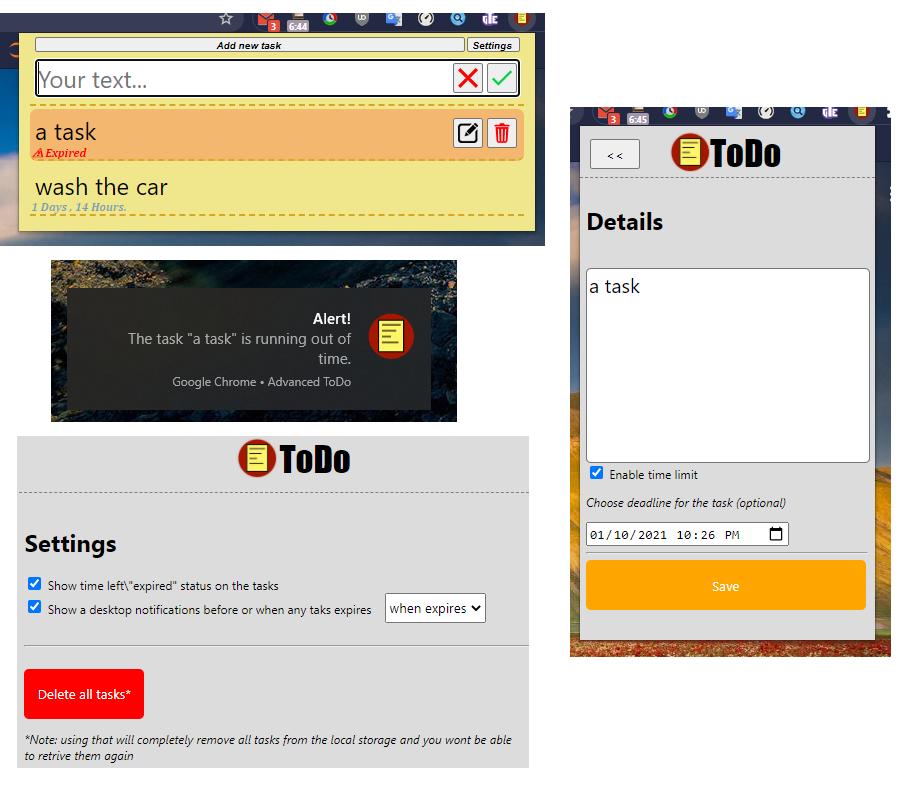 3
6:44
Add new task
Settings
Your text...
a task
Expired
wash the car
1 Days , 14 Hours.
Alert!
The task "a task" is running out of
time.
Google Chrome • Advanced ToDo
ToDo
Settings
Show time left\"expired" status on the tasks
Show a desktop notifications before or when any taks expires
when expires
Delete all tasks*
*Note: using that will completely remove all tasks from the local storage and you wont be able
to retrive them again
3
6:45
<<
ToDo
Details
a task
Enable time limit
Choose deadline for the task (optional)
01/10/2021 10:26 PM
Save